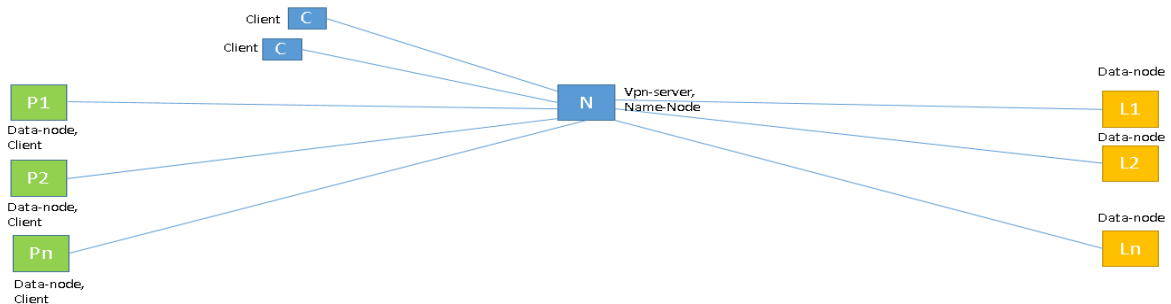 Client C
Client C
P1
Data-node,
Client
P2
Data-node,
Client
Pn
Data-node,
Client
N
Vpn-server,
Name-Node
Data-node
L1
Data-node
L2
Data-node
Ln